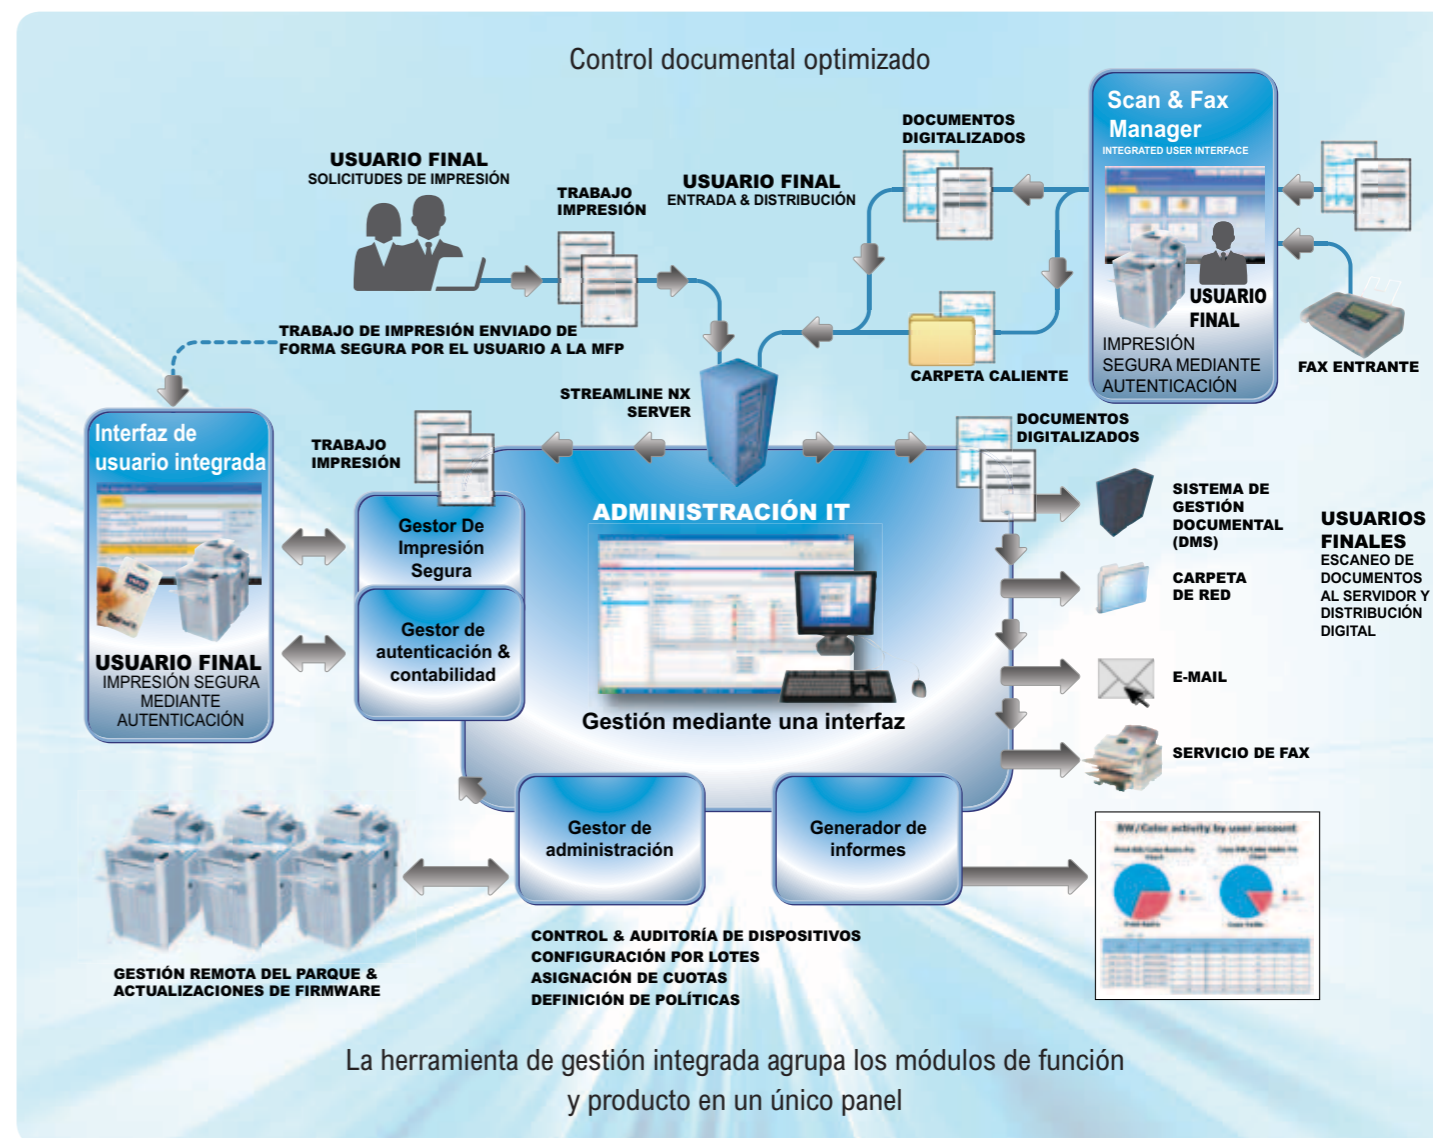 Control documental optimizado
USUARIO FINAL
SOLICITUDES DE IMPRESIÓN
TRABAJO
IMPRESIÓN
USUARIO FINAL
ENTRADA & DISTRIBUCIÓN
DOCUMENTOS
DIGITALIZADOS
Scan & Fax
Manager
INTEGRATED USER INTERFACE
USUARIO
FINAL
IMPRESIÓN
SEGURA MEDIANTE
AUTENTICACIÓN
FAX ENTRANTE
CARPETA CALIENTE
TRABAJO DE IMPRESIÓN ENVIADO DE
FORMA SEGURA POR EL USUARIO A LA MFP
STREAMLINE NX
SERVER
Interfaz de
usuario integrada
USUARIO FINAL
IMPRESIÓN SEGURA
MEDIANTE
AUTENTICACIÓN
TRABAJO
IMPRESIÓN
Gestor De
Impresión
Segura
Gestor de
autenticación &
contabilidad
ADMINISTRACIÓN IT
Gestión mediante una interfaz
DOCUMENTOS
DIGITALIZADOS
SISTEMA DE
GESTIÓN
DOCUMENTAL
(DMS)
CARPETA
DE RED
E-MAIL
SERVICIO DE FAX
USUARIOS
FINALES
ESCANEO DE
DOCUMENTOS
AL SERVIDOR Y
DISTRIBUCIÓN
DIGITAL
Gestor de
administración
Generador de
informes
BW/Color activity by user account
GESTIÓN REMOTA DEL PARQUE &
ACTUALIZACIONES DE FIRMWARE
CONTROL & AUDITORÍA DE DISPOSITIVOS
CONFIGURACIÓN POR LOTES
ASIGNACIÓN DE CUOTAS
DEFINICIÓN DE POLÍTICAS
La herramienta de gestión integrada agrupa los módulos de función
y producto en un único panel